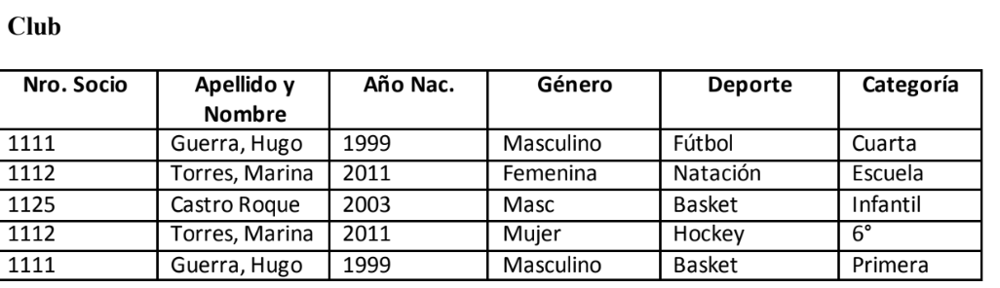 Club
Nro. Socio Apellido y Nombre Año Nac. Género Deporte Categoría
1111 Guerra, Hugo 1999 Masculino Fútbol Cuarta
1112 Torres, Marina 2011 Femenina Natación Escuela
1125 Castro Roque 2003 Masc Basket Infantil
1112 Torres, Marina 2011 Mujer Hockey 6°
1111 Guerra, Hugo 1999 Masculino Basket Primera